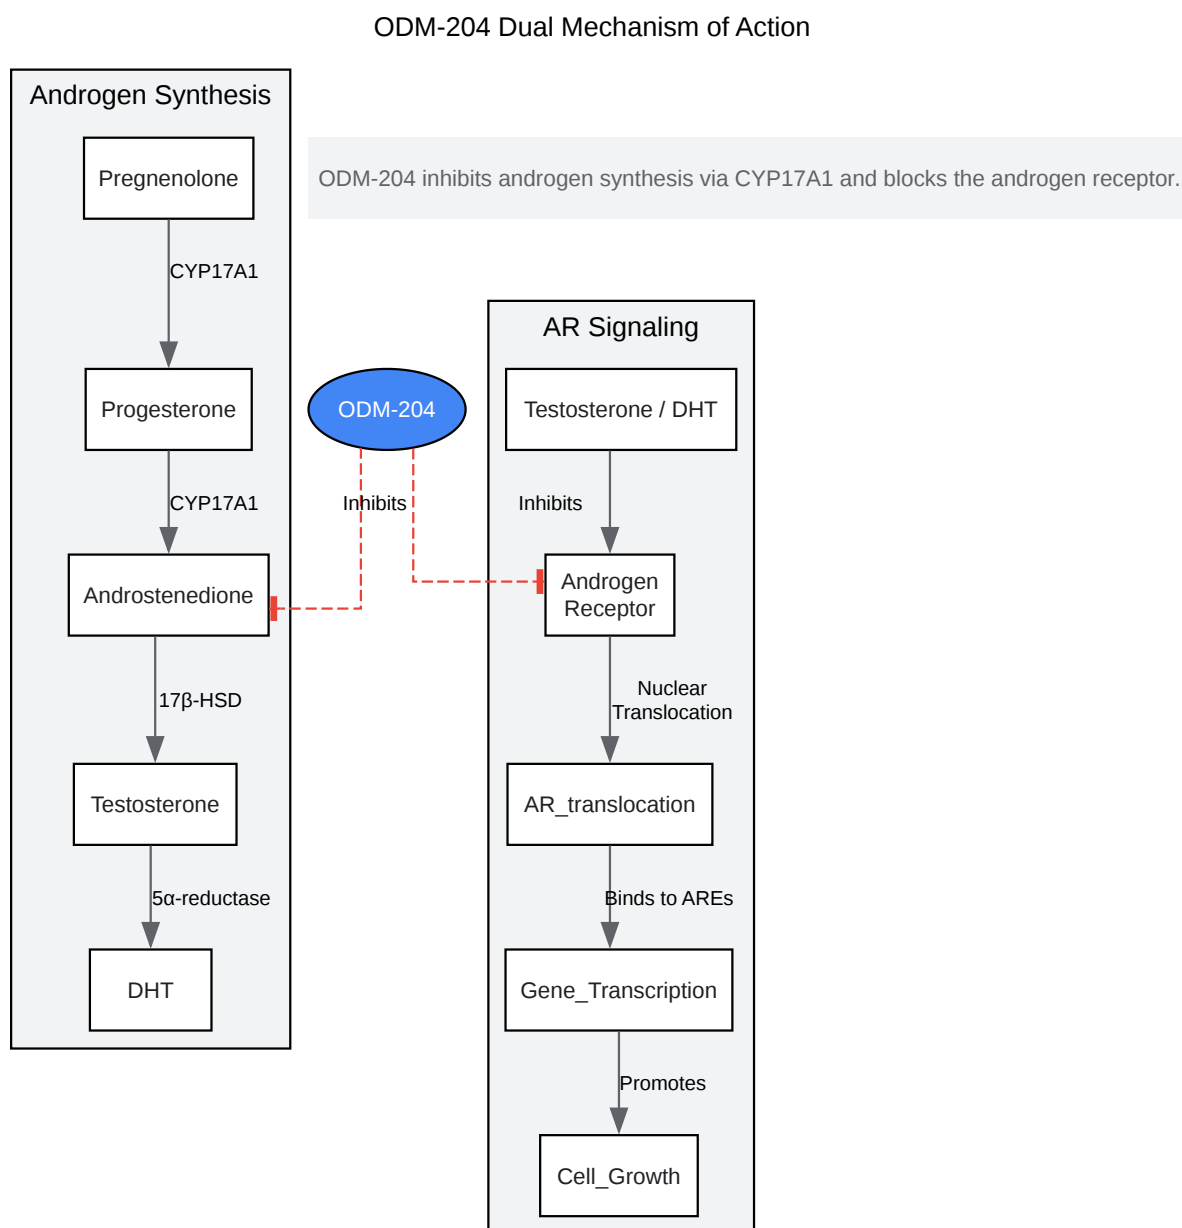 ODM-204 Dual Mechanism of Action
Androgen Synthesis
Pregnenolone
CYP17A1
Progesterone
CYP17A1
Androstenedione
17β-HSD
Testosterone
5α-reductase
DHT
ODM-204 inhibits androgen synthesis via CYP17A1 and blocks the androgen receptor.
ODM-204
Inhibits
AR Signaling
Testosterone / DHT
Inhibits
Androgen
Receptor
Nuclear
Translocation
AR_translocation
Binds to AREs
Gene_Transcription
Promotes
Cell_Growth